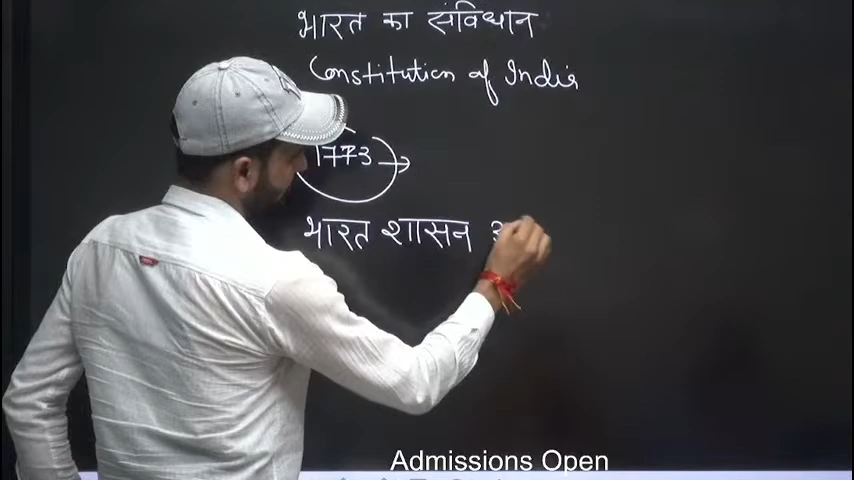 भारत का संविधान
Constitution of India
1773 →
भारत शासन
Admissions Open